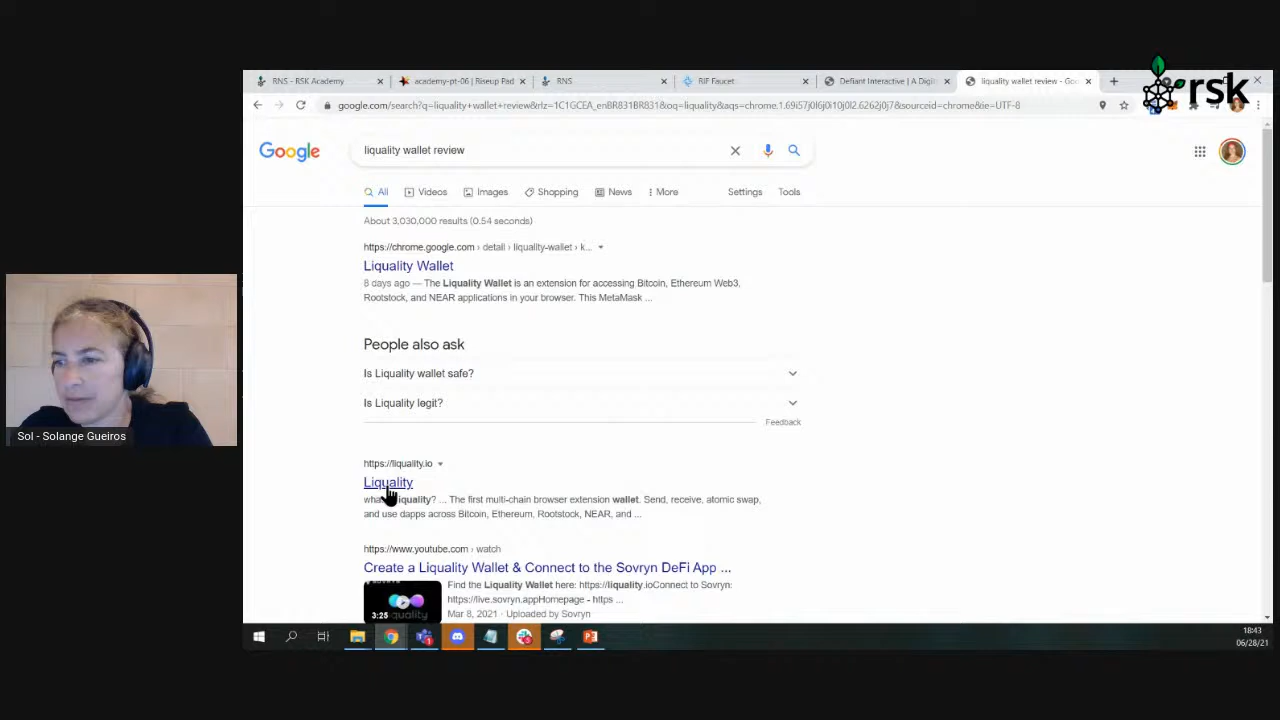 RNS - RSK Academy
academy-pt-06 | Riseup Pad
RNS
RIF Faucet
Defiant Interactive | A Digit
liquality wallet review - Goo
rsk
google.com/search?q=liquality+wallet+review&rlz=1C1GCEA_enBR831BR831&oq=liquality&aqs=chrome.1.69i57j0l6j0i10j0l2.6262j0j7&sourceid=chrome&ie=UTF-8
Google
liquality wallet review
All
Videos
Images
Shopping
News
More
Settings
Tools
About 3,030,000 results (0.54 seconds)
https://chrome.google.com › detail › liquality-wallet › k...
Liquality Wallet
8 days ago — The Liquality Wallet is an extension for accessing Bitcoin, Ethereum Web3,
Rootstock, and NEAR applications in your browser. This MetaMask ...
People also ask
Is Liquality wallet safe?
Is Liquality legit?
Feedback
https://liquality.io
Liquality
iquality? ... The first multi-chain browser extension wallet. Send, receive, atomic swap,
and use dapps across Bitcoin, Ethereum, Rootstock, NEAR, and ...
https://www.youtube.com › watch
Create a Liquality Wallet & Connect to the Sovryn DeFi App ...
Find the Liquality Wallet here: https://liquality.ioConnect to Sovryn:
https://live.sovryn.appHomepage - https ...
3:25
Mar 8, 2021 · Uploaded by Sovryn
Sol - Solange Gueiros
18:43
06/28/21